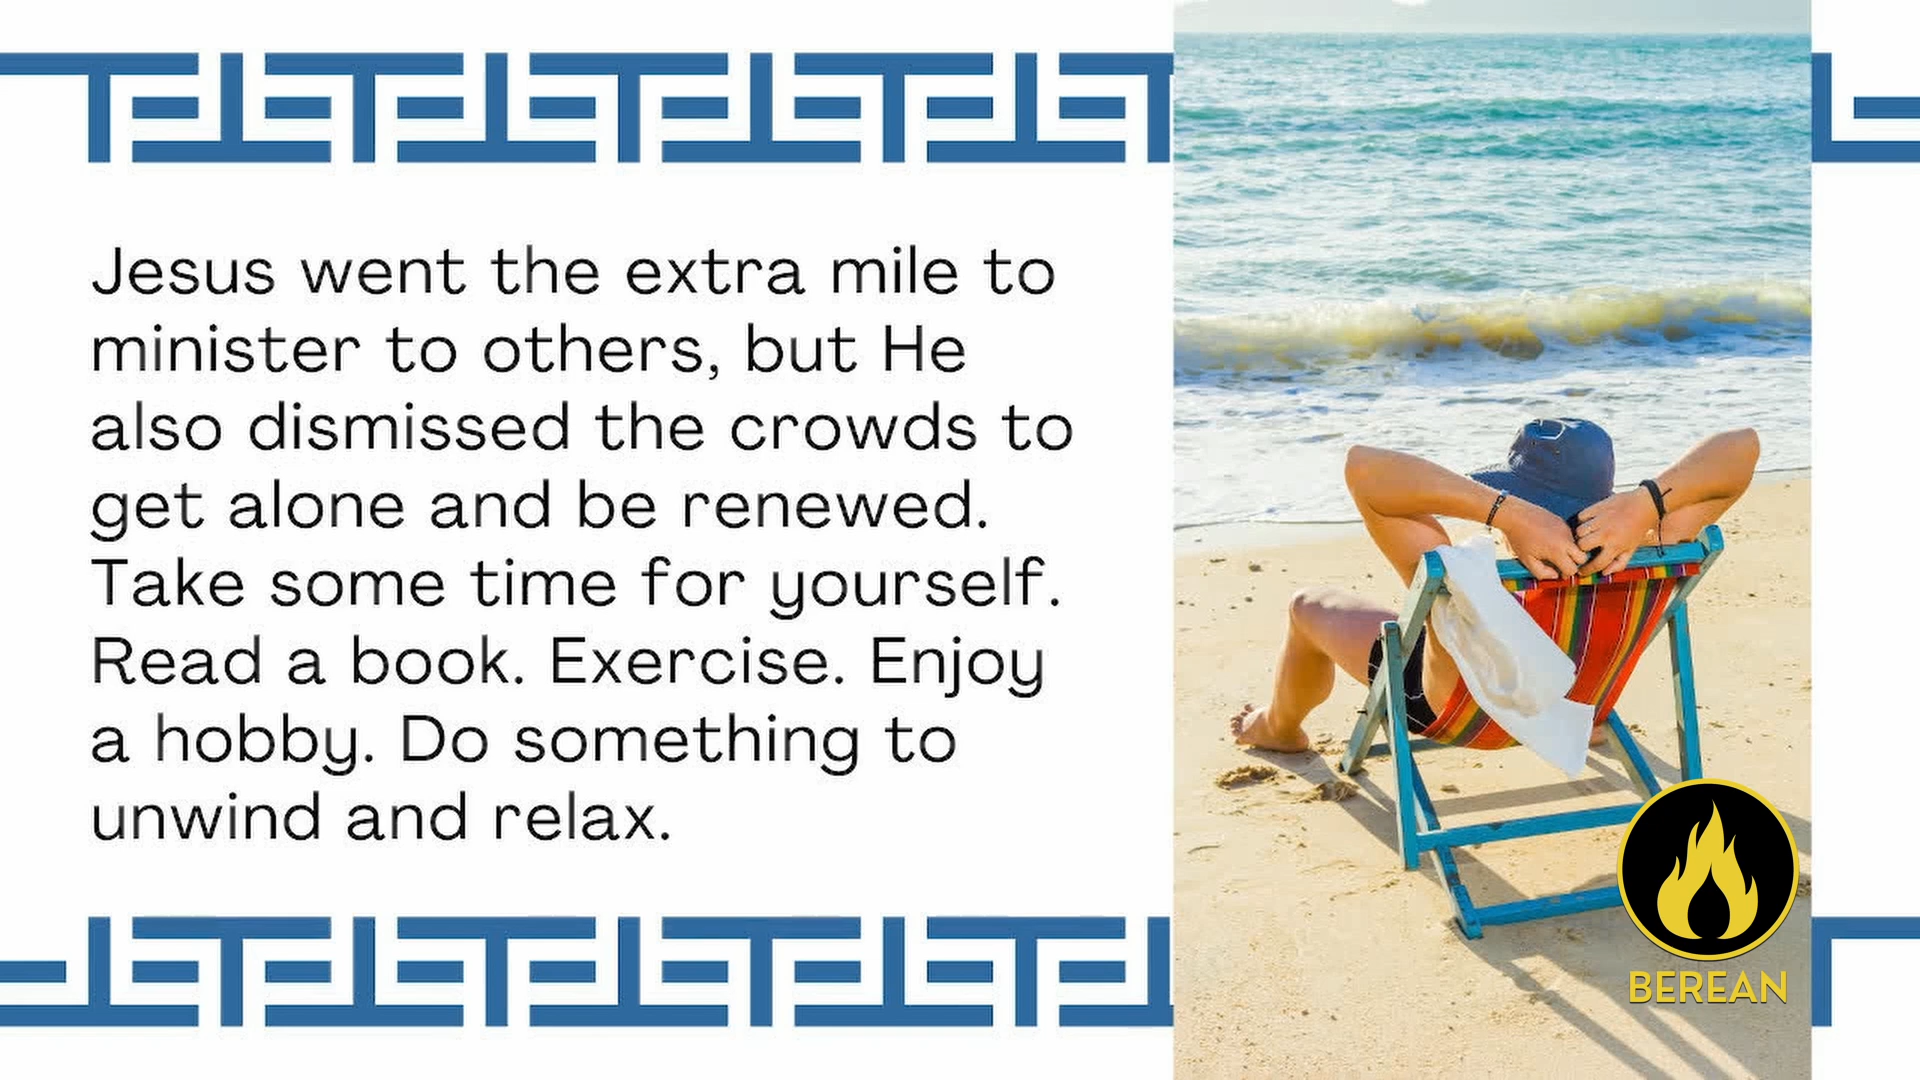 Jesus went the extra mile to
minister to others, but He
also dismissed the crowds to
get alone and be renewed.
Take some time for yourself.
Read a book. Exercise. Enjoy
a hobby. Do something to
unwind and relax.
BEREAN